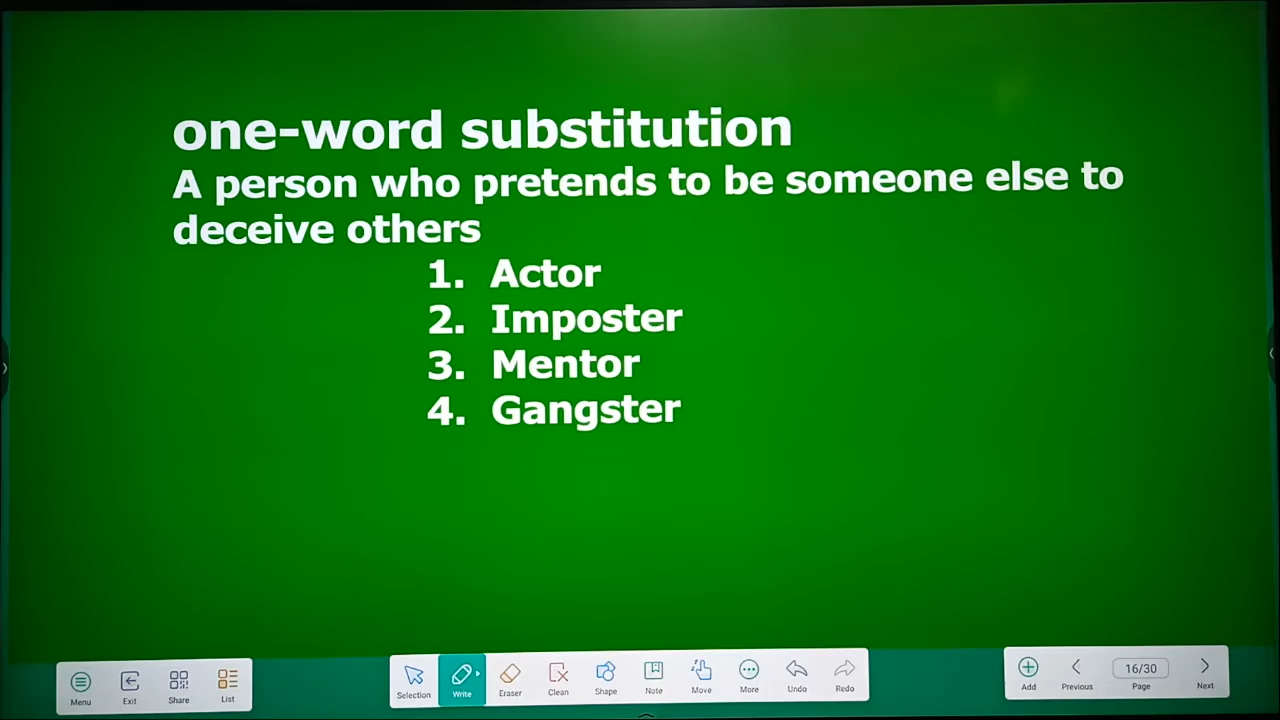 one-word substitution
A person who pretends to be someone else to
deceive others
1. Actor
2. Imposter
3. Mentor
4. Gangster
Menu
Exit
Share
List
Selection
Write
Eraser
Clean
Shape
Note
Move
More
Undo
Redo
Add
Previous
16/30
Page
Next